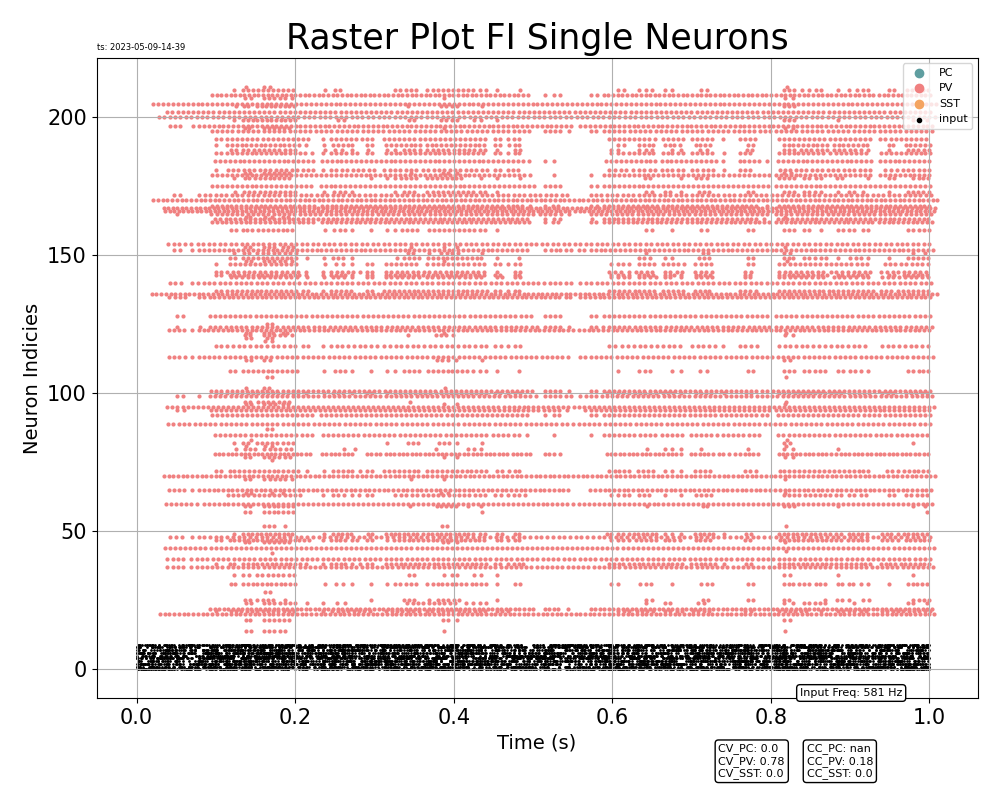 Raster Plot FI Single Neurons
ts: 2023-05-09-14-39
PC
PV
SST
input
200
150
100
50
0
Neuron Indicies
0.0 0.2 0.4 0.6 0.8 1.0
Time (s)
Input Freq: 581 Hz
CV_PC: 0.0
CV_PV: 0.78
CV_SST: 0.0
CC_PC: nan
CC_PV: 0.18
CC_SST: 0.0